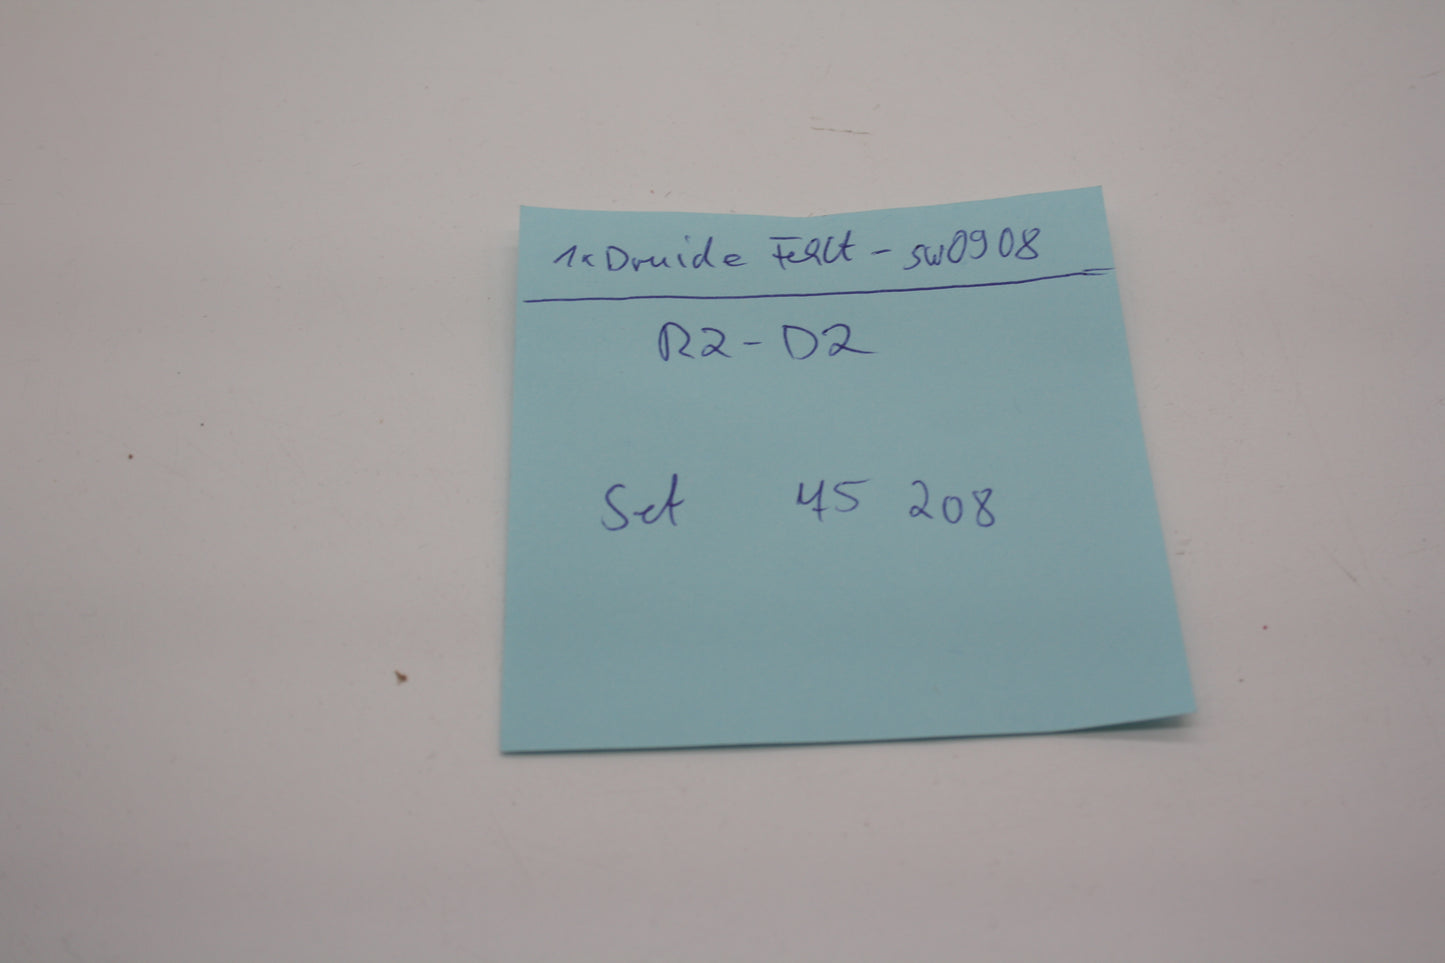 1x Druide Fehlt - sw0908
R2-D2
Set 45 208